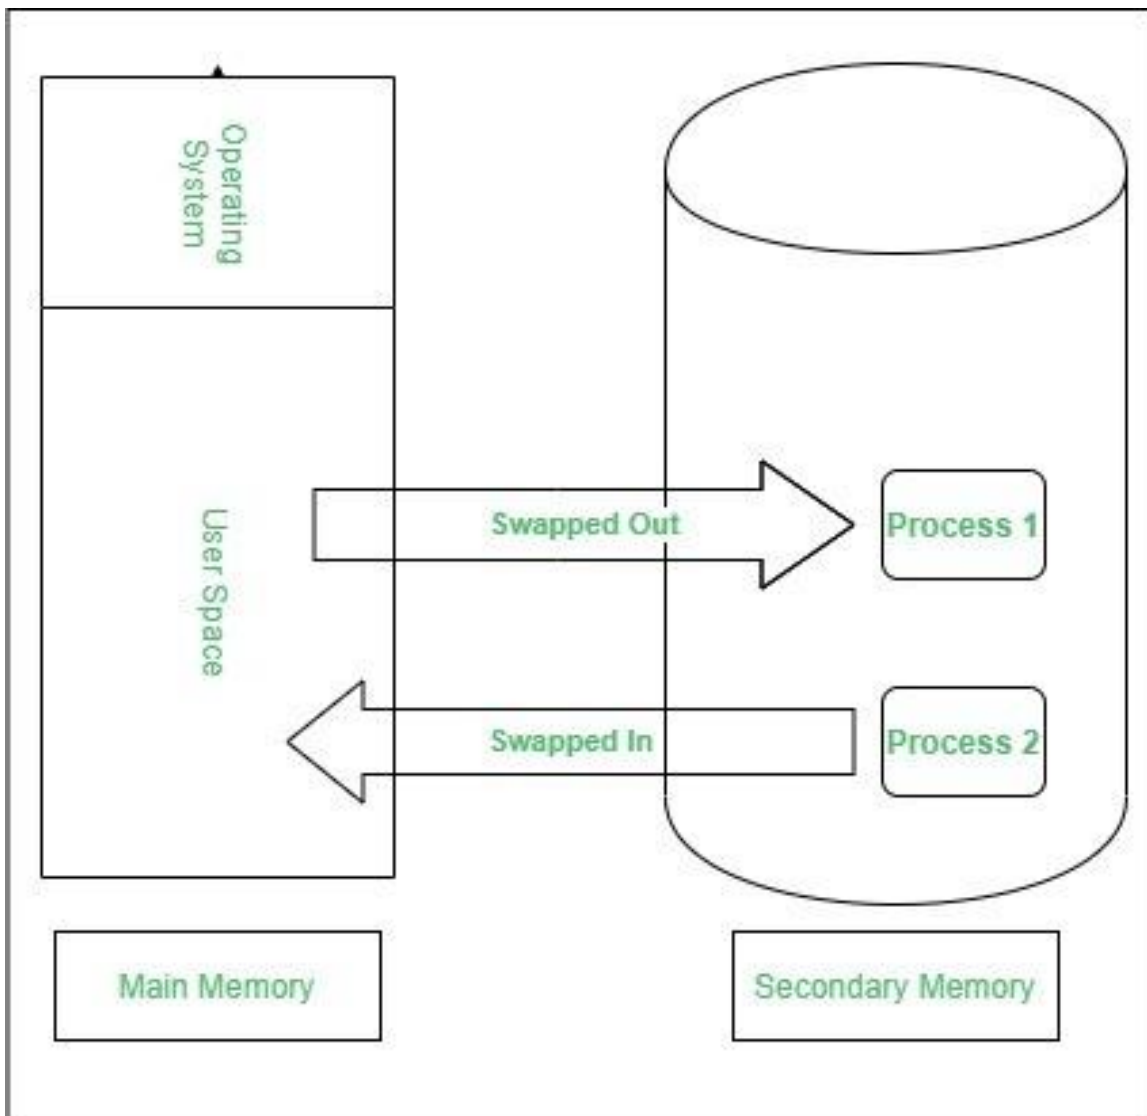 Operating
System
User Space
Swapped Out
Process 1
Swapped In
Process 2
Main Memory
Secondary Memory